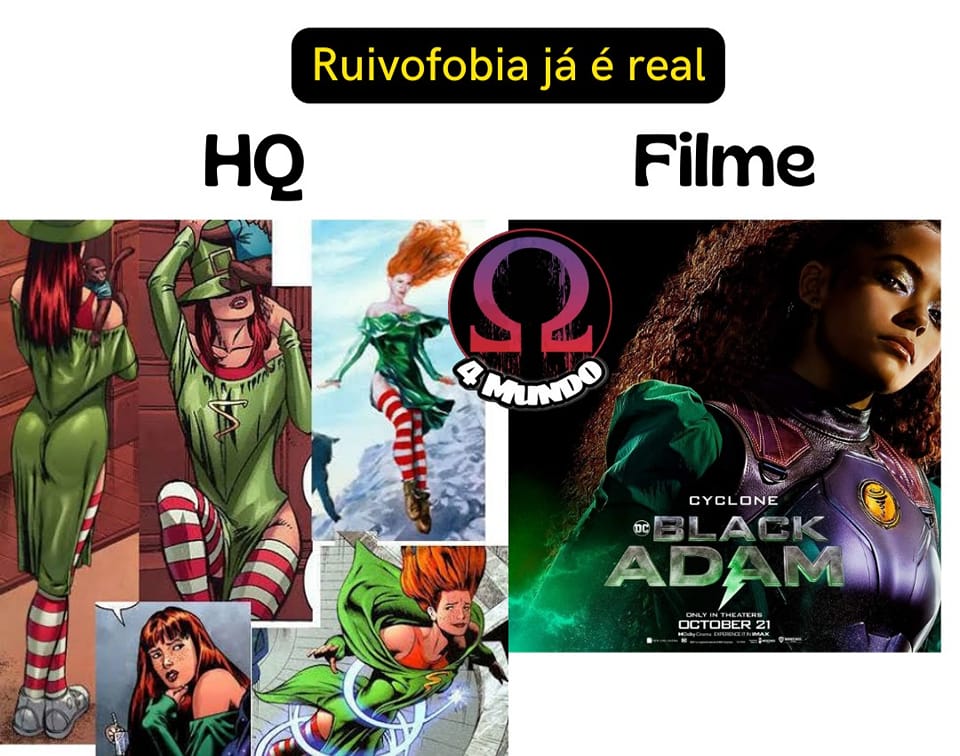 Ruivofobia já é real
HQ
Filme
Ω
4 MUNDO
CYCLONE
DC BLACK
ADAM
ONLY IN THEATERS
OCTOBER 21